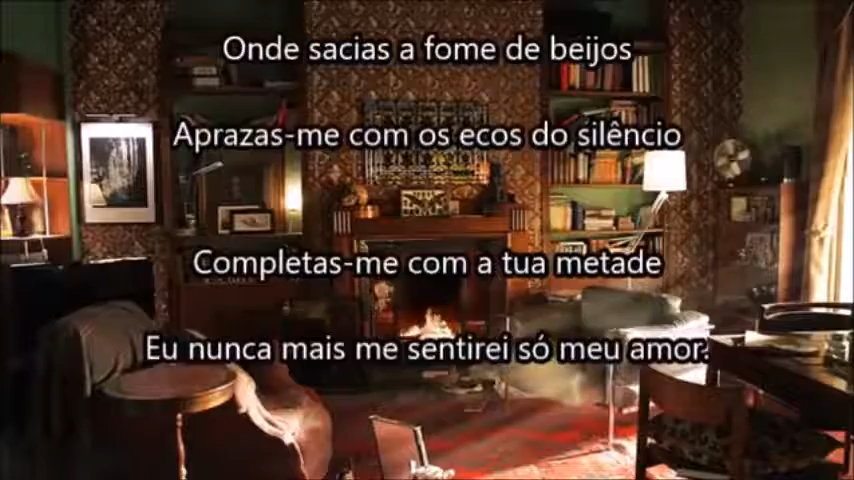 Onde sacias a fome de beijos
Aprazas-me com os ecos do silêncio
Completas-me com a tua metade
Eu nunca mais me sentirei só meu amor.